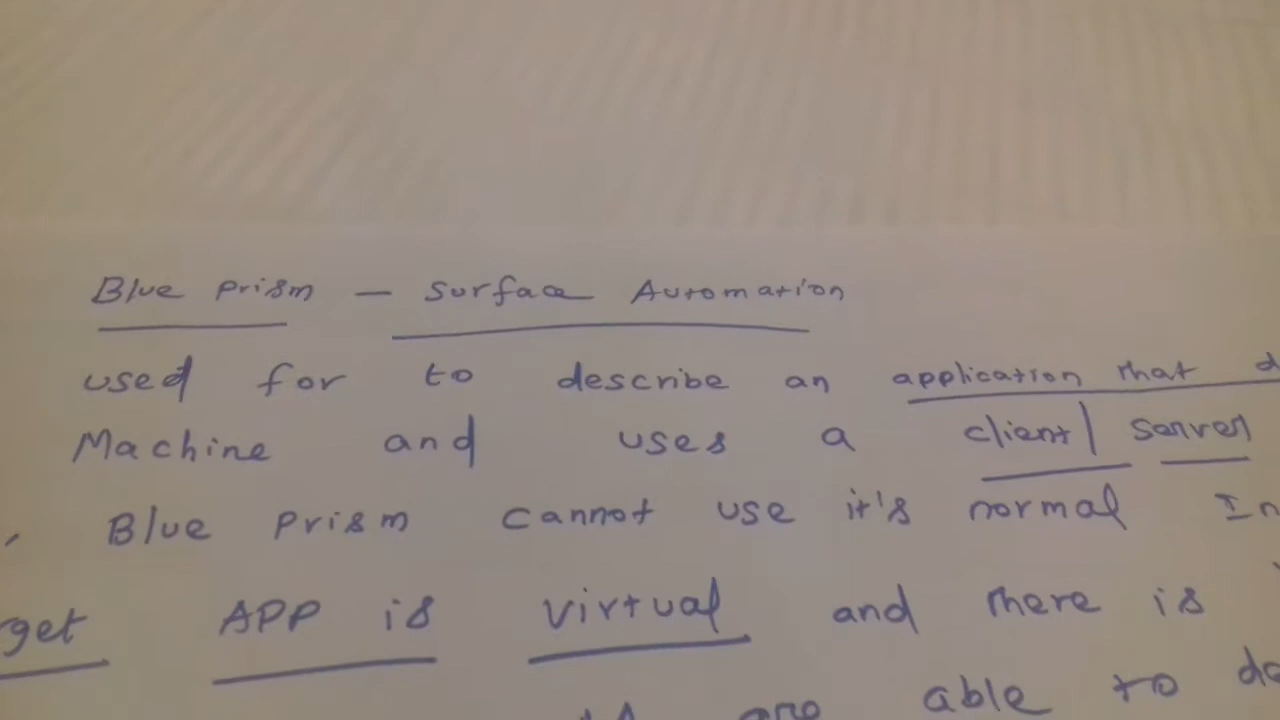 Blue Prism – Surface Automation
used for to describe an application that
Machine and uses a client/ server
Blue Prism cannot use it's normal
APP is virtual and there is
are able to